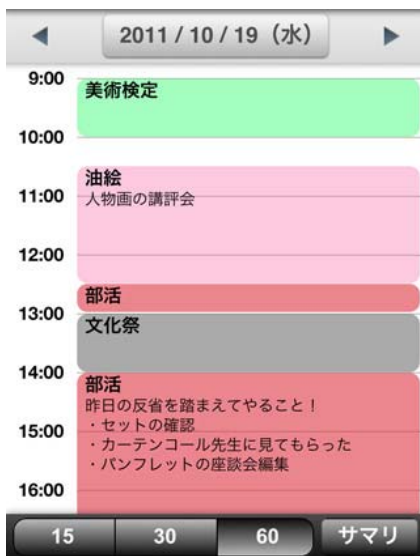 2011 / 10 / 19（水）
9:00
美術検定
10:00
油絵
11:00
人物画の講評会
12:00
部活
13:00
文化祭
14:00
部活
昨日の反省を踏まえてやること！
・セットの確認
15:00
・カーテンコール先生に見てもらった
・パンフレットの座談会編集
16:00
15 30 60 サマリ